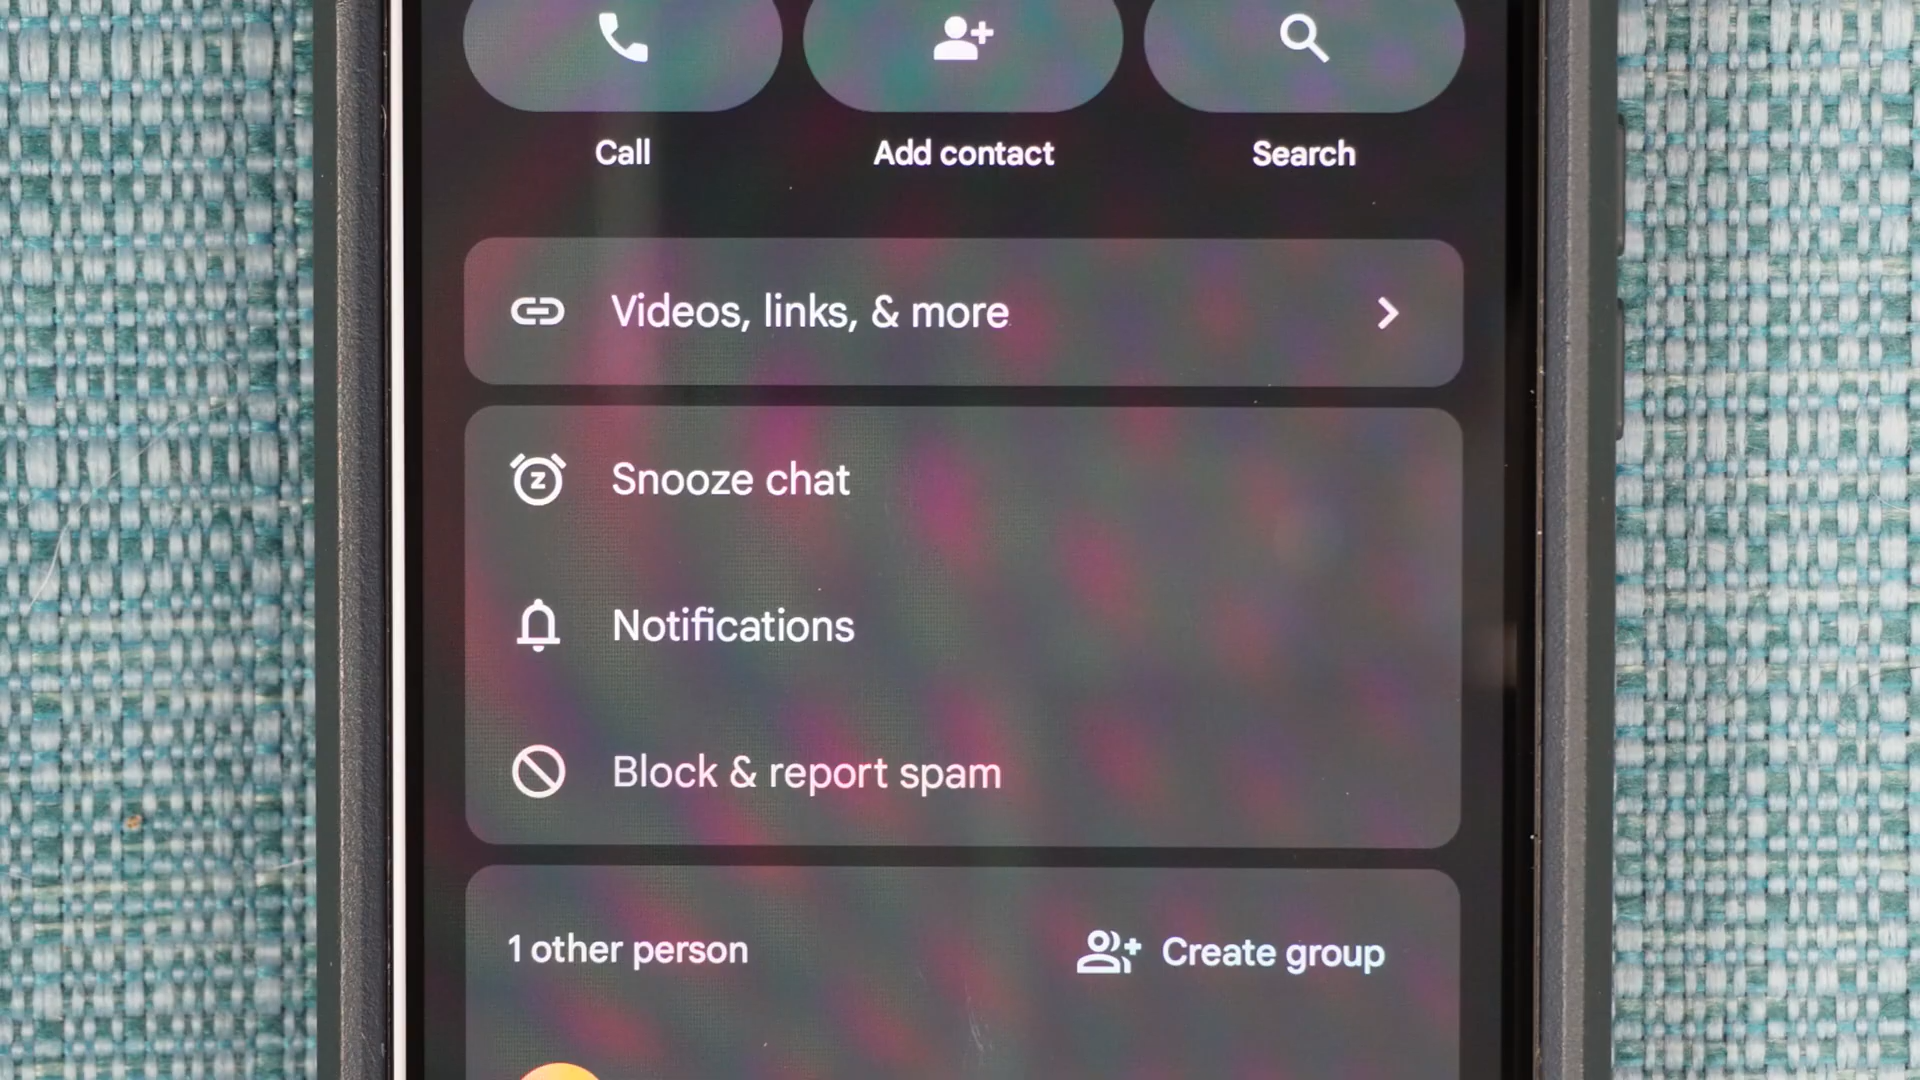 Call
Add contact
Search
Videos, links, & more
Snooze chat
Notifications
Block & report spam
1 other person
Create group